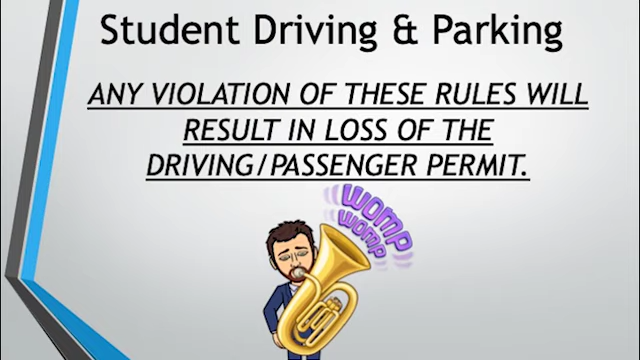 Student Driving & Parking
ANY VIOLATION OF THESE RULES WILL
RESULT IN LOSS OF THE
DRIVING/PASSENGER PERMIT.
WOMP
WOMP